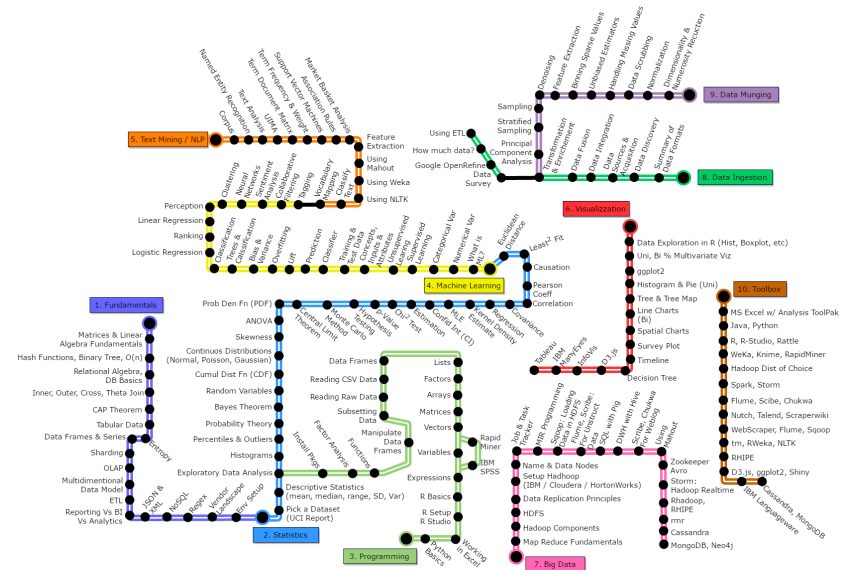 Named Entity Recognition
Corpus
Text Analysis
UIMA
Term Document Matrix
Term Frequency & Weight
Support Vector Machines
Association Rules
Market Basket Analysis
5. Text Mining / NLP
Feature
Extraction
Using
Mahout
Using Weka
Using NLTK
Classify
Text
Vocabulary
Mapping
Tagging
Collaborative
Filtering
Sentiment
Analysis
Neural
Networks
Clustering
Perception
Linear Regression
Ranking
Logistic Regression
Classification
Trees &
Classification
Bias &
Variance
Overfitting
Lift
Prediction
Classifier
Training &
Test Data
Concepts,
Inputs &
Attributes
Unsupervised
Learing
Supervised
Learning
Categorical Var
Numerical Var
What is
ML?
4. Machine Learning
Denoising
Feature Extraction
Binning Sparse Values
Unbiased Estimators
Handling Missing Values
Data Scrubbing
Normalization
Dimensionality &
Numerosity Recuction
9. Data Munging
Sampling
Stratified
Sampling
Principal
Component
Analysis
Using ETL
How much data?
Google OpenRefine
Data
Survey
Transformation
& Enrichement
Data Fusion
Data Integration
Data
Sources &
Acquisition
Data Discovery
Summary of
Data Formats
8. Data Ingestion
Euclidean
Distance
Least² Fit
Causation
Pearson
Coeff
Correlation
Covariance
Regression
Kernel Density
Estimate
MLE
Confid Int (CI)
Estimation
Chi²
Test
p-Value
Hypothesis
Testing
Monte Carlo
Method
Central Limit
Theorem
Prob Den Fn (PDF)
ANOVA
Skewness
Continuos Distributions
(Normal, Poisson, Gaussian)
Cumul Dist Fn (CDF)
Random Variables
Bayes Theorem
Probability Theory
Percentiles & Outliers
Histograms
Exploratory Data Analysis
Descriptive Statistics
(mean, median, range, SD, Var)
Pick a Dataset
(UCI Report)
2. Statistics
1. Fundamentals
Matrices & Linear
Algebra Fundamentals
Hash Functions, Binary Tree, O(n)
Relational Algebra,
DB Basics
Inner, Outer, Cross, Theta Join
CAP Theorem
Tabular Data
Data Frames & Series
Entropy
Sharding
OLAP
Multidimentional
Data Model
ETL
Reporting Vs BI
Vs Analytics
JSON &
XML
NoSQL
Regex
Vendor
Landscape
Env Setup
Install Pkgs
Factor Analysis
Functions
Manipulate
Data
Frames
Subsetting
Data
Reading Raw Data
Reading CSV Data
Data Frames
Lists
Factors
Arrays
Matrices
Vectors
Variables
Rapid
Miner
IBM
SPSS
Expressions
R Basics
R Setup
R Studio
Working
in Excel
Python
Basics
3. Programming
6. Visualizzation
Data Exploration in R (Hist, Boxplot, etc)
Uni, Bi % Multivariate Viz
ggplot2
Histogram & Pie (Uni)
Tree & Tree Map
Line Charts
(Bi)
Spatial Charts
Survey Plot
Timeline
Decision Tree
D3.js
InfoVis
ManyEyes
IBM
Tableau
10. Toolbox
MS Excel w/ Analysis ToolPak
Java, Python
R, R-Studio, Rattle
WeKa, Knime, RapidMiner
Hadoop Dist of Choice
Spark, Storm
Flume, Scibe, Chukwa
Nutch, Talend, Scraperwiki
WebScraper, Flume, Sqoop
tm, RWeka, NLTK
RHIPE
D3.js, ggplot2, Shiny
IBM Languageware
Cassandra, MongoDB
Job & Task
Tracker
M/R Programming
Sqoop: Loading
Data in HDFS
Flume, Scribe:
For Unstruct
Data
SQL with Pig
DWH with Hive
Scribe, Chukwa
For Weblog
Using
Mahout
Name & Data Nodes
Setup Hadhoop
(IBM / Cloudera / HortonWorks)
Data Replication Principles
HDFS
Hadoop Components
Map Reduce Fundamentals
7. Big Data
Zookeeper
Avro
Storm:
Hadoop Realtime
Rhadoop,
RHIPE
rmr
Cassandra
MongoDB, Neo4j